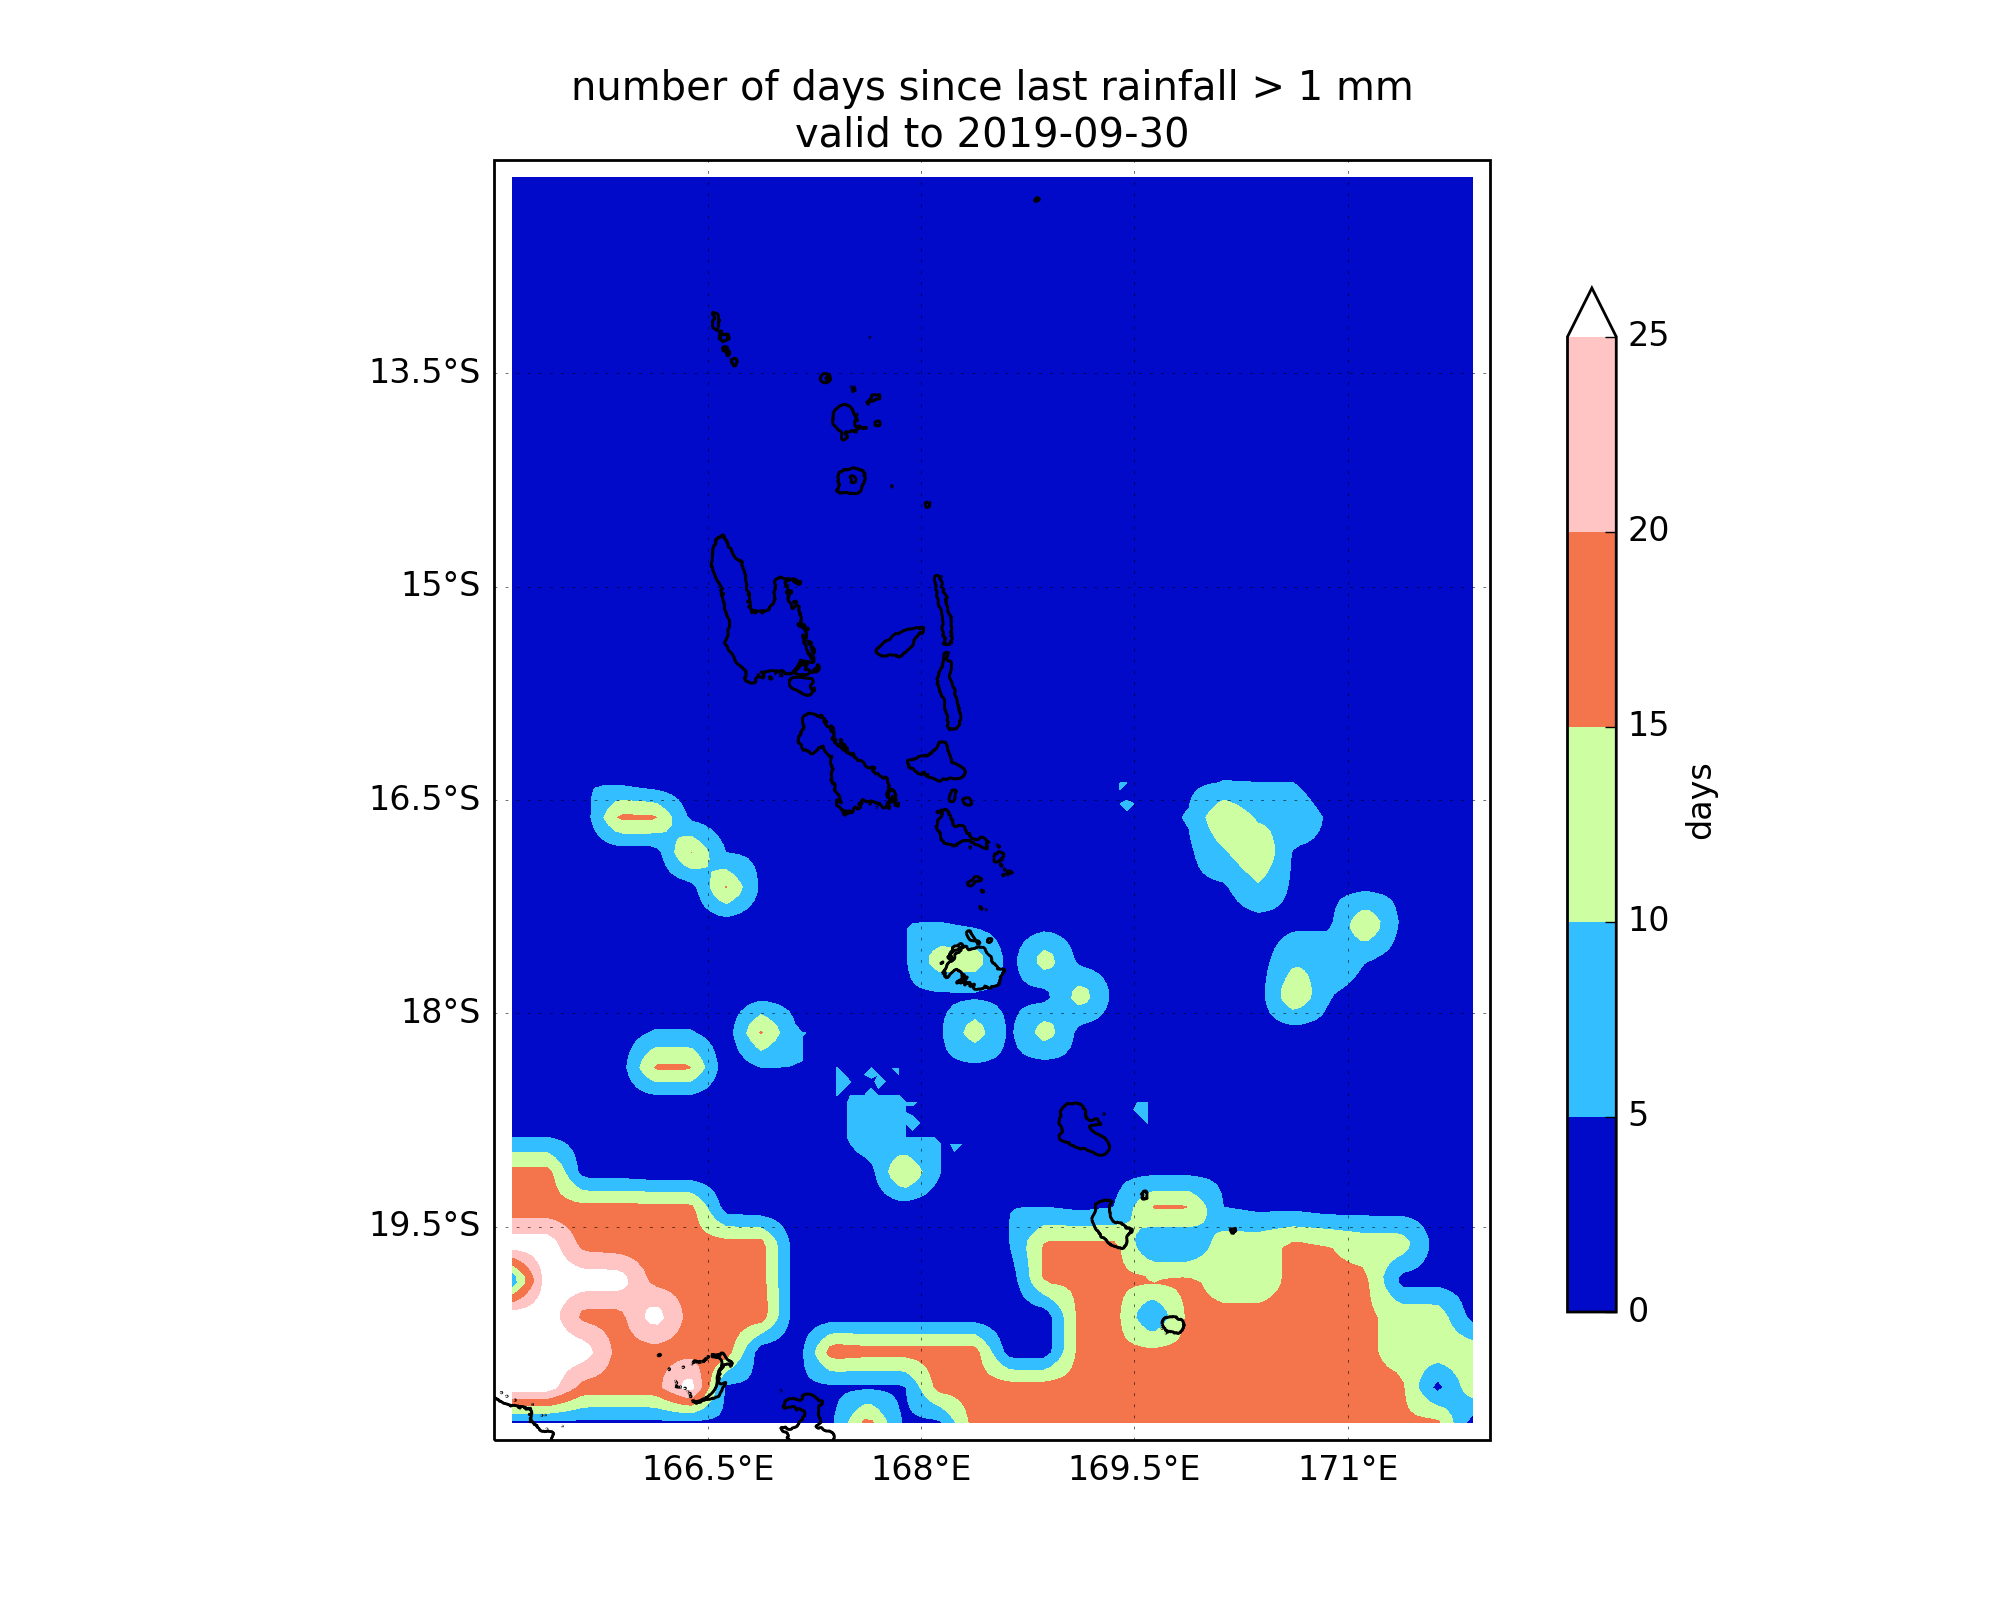 number of days since last rainfall > 1 mm
valid to 2019-09-30
13.5°S
15°S
16.5°S
18°S
19.5°S
166.5°E
168°E
169.5°E
171°E
25
20
15
10
5
0
days